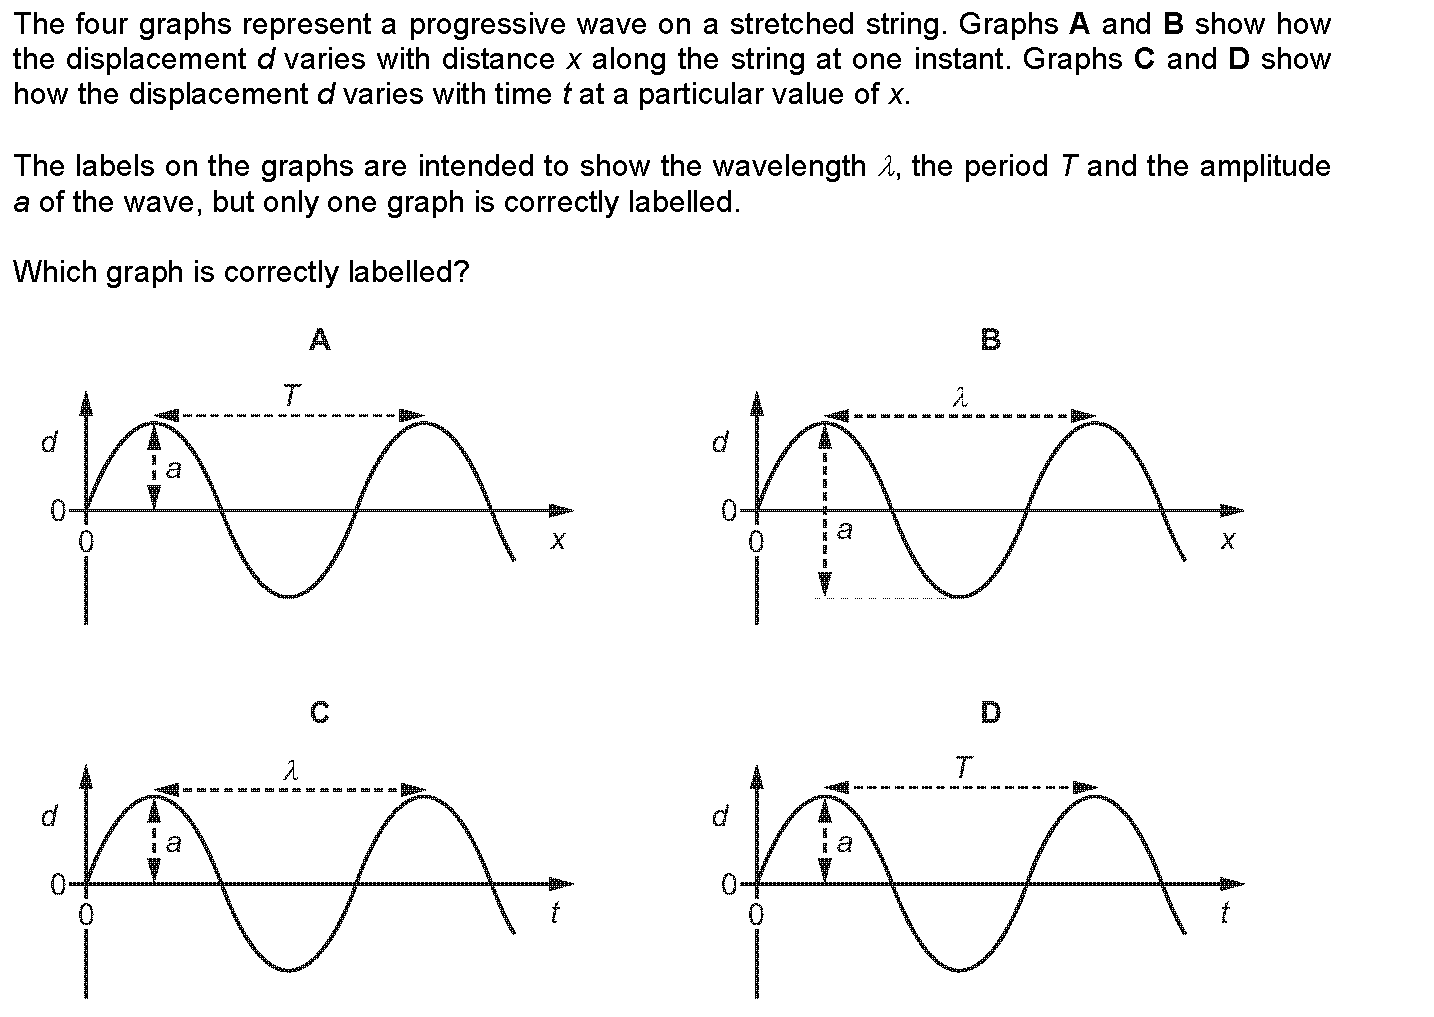 The four graphs represent a progressive wave on a stretched string. Graphs A and B show how
the displacement d varies with distance x along the string at one instant. Graphs C and D show
how the displacement d varies with time t at a particular value of x.
The labels on the graphs are intended to show the wavelength λ, the period T and the amplitude
a of the wave, but only one graph is correctly labelled.
Which graph is correctly labelled?
A
T
d
a
0
0
x
B
λ
d
0
a
0
x
C
λ
d
a
0
0
t
D
T
d
a
0
0
t